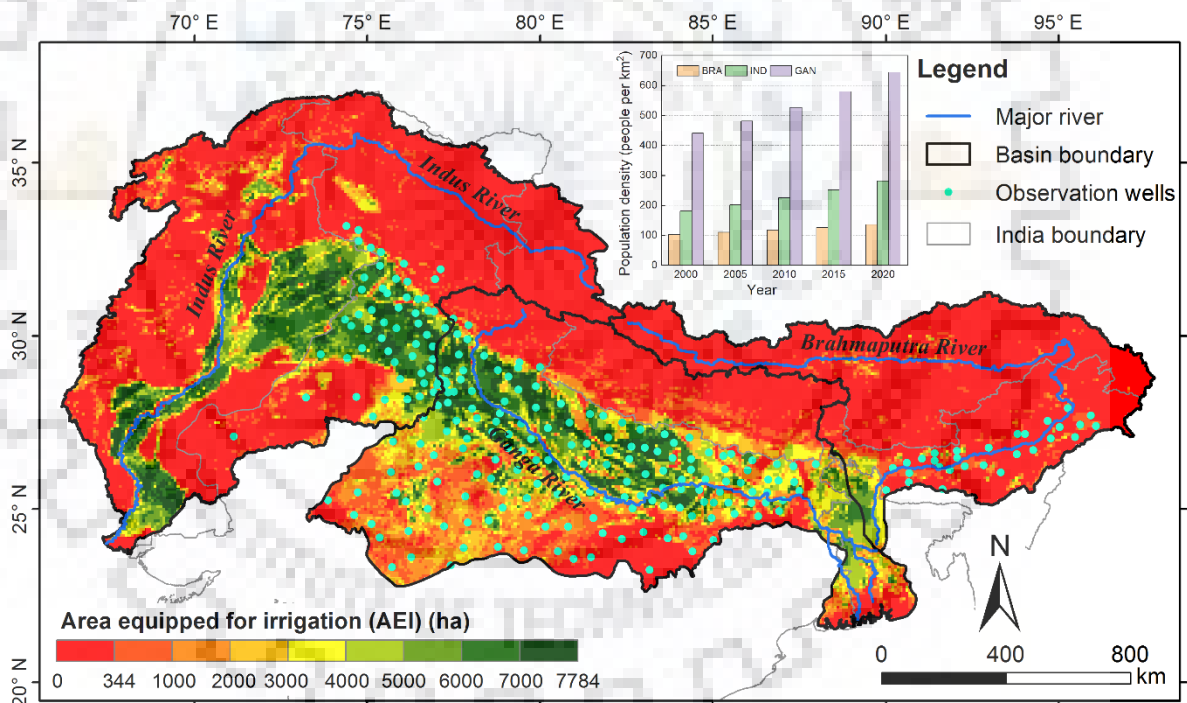 70° E 75° E 80° E 85° E 90° E 95° E
35° N
30° N
25° N
20° N
Population density (people per km²)
700
600
500
400
300
200
100
0
BRA IND GAN
2000 2005 2010 2015 2020
Year
Legend
Major river
Basin boundary
Observation wells
India boundary
Indus River
Indus River
Brahmaputra River
Ganga River
N
Area equipped for irrigation (AEI) (ha)
0 344 1000 2000 3000 4000 5000 6000 7000 7784
0 400 800
km